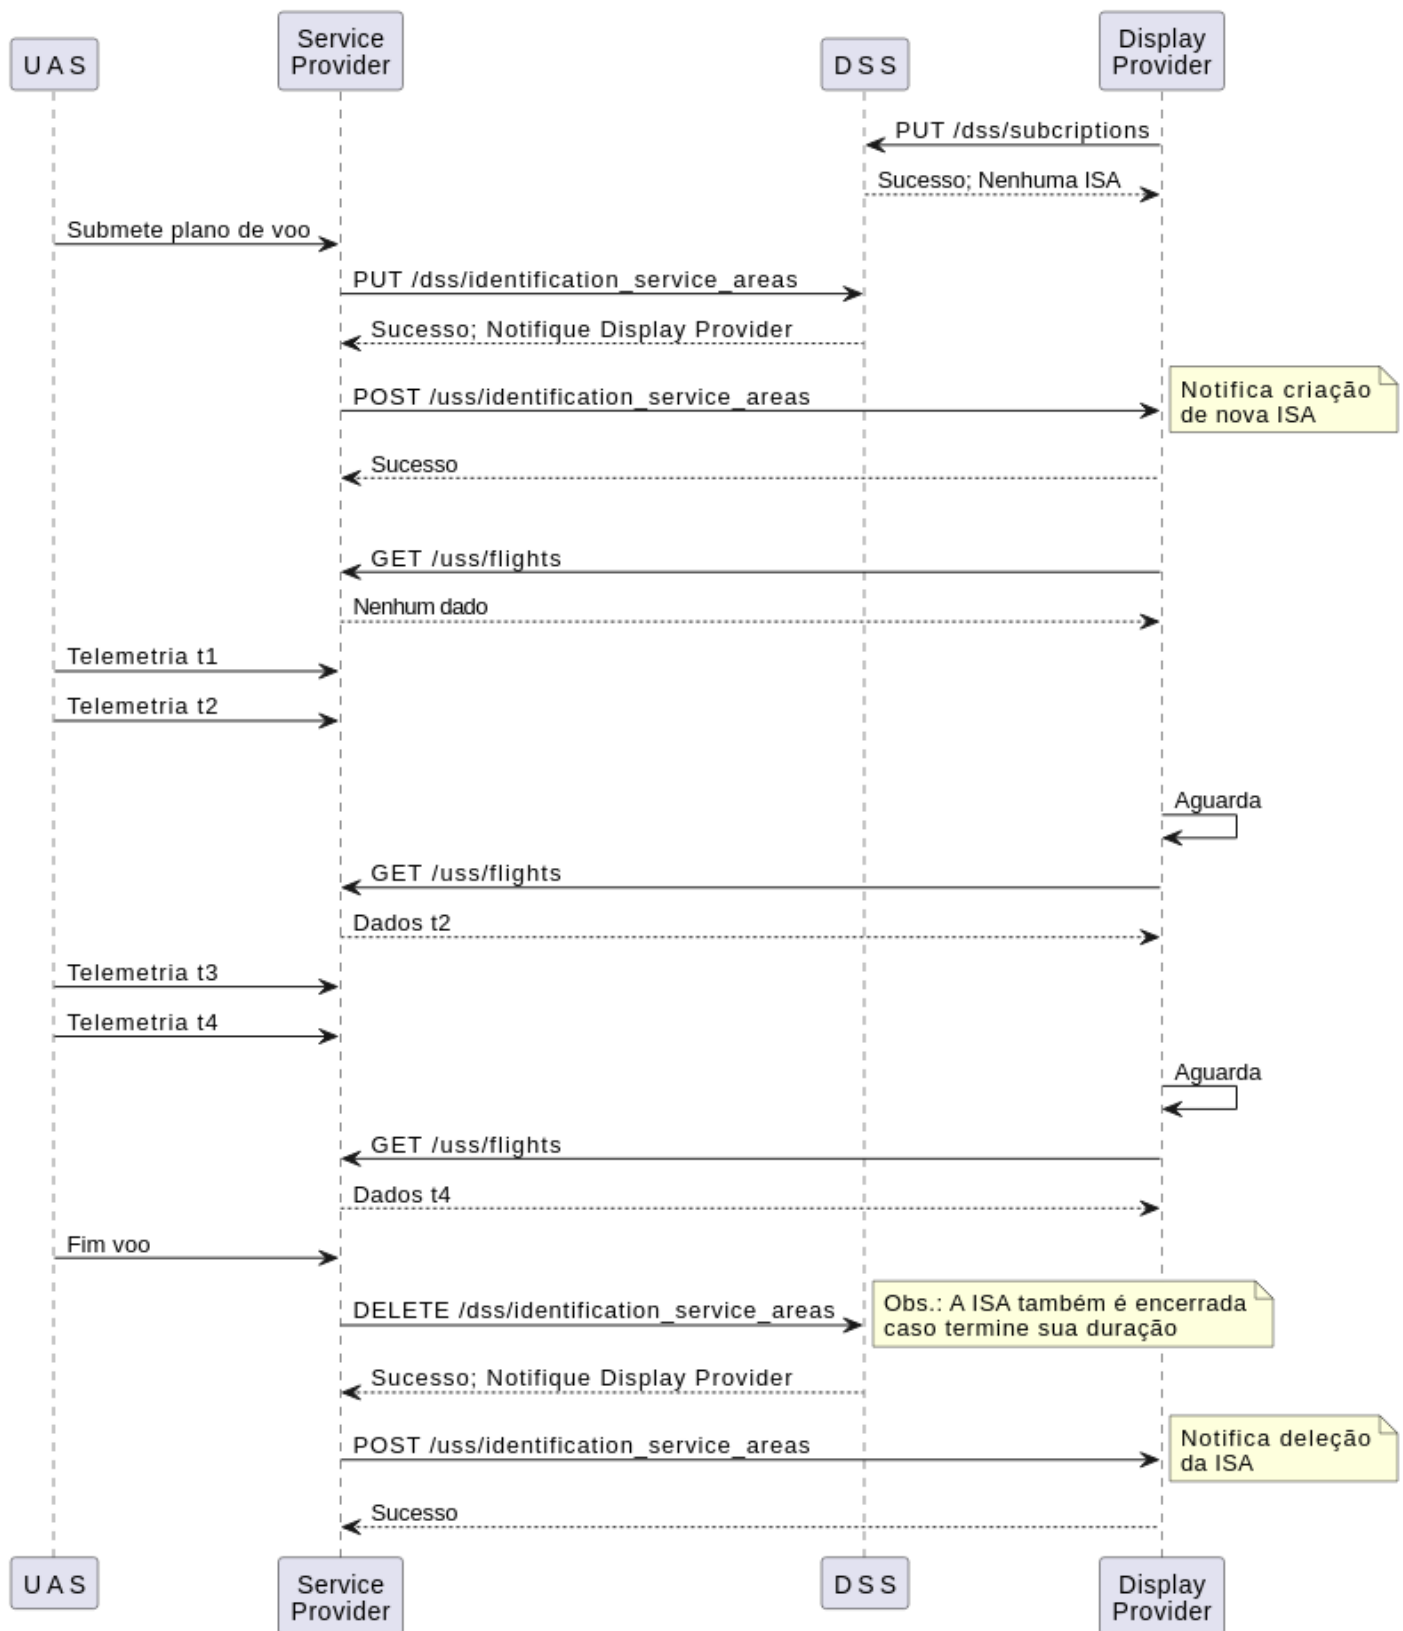 UAS
Service
Provider
DSS
Display
Provider
PUT /dss/subcriptions
Sucesso; Nenhuma ISA
Submete plano de voo
PUT /dss/identification_service_areas
Sucesso; Notifique Display Provider
POST /uss/identification_service_areas
Notifica criação
de nova ISA
Sucesso
GET /uss/flights
Nenhum dado
Telemetria t1
Telemetria t2
Aguarda
GET /uss/flights
Dados t2
Telemetria t3
Telemetria t4
Aguarda
GET /uss/flights
Dados t4
Fim voo
DELETE /dss/identification_service_areas
Obs.: A ISA também é encerrada
caso termine sua duração
Sucesso; Notifique Display Provider
POST /uss/identification_service_areas
Notifica deleção
da ISA
Sucesso
UAS
Service
Provider
DSS
Display
Provider